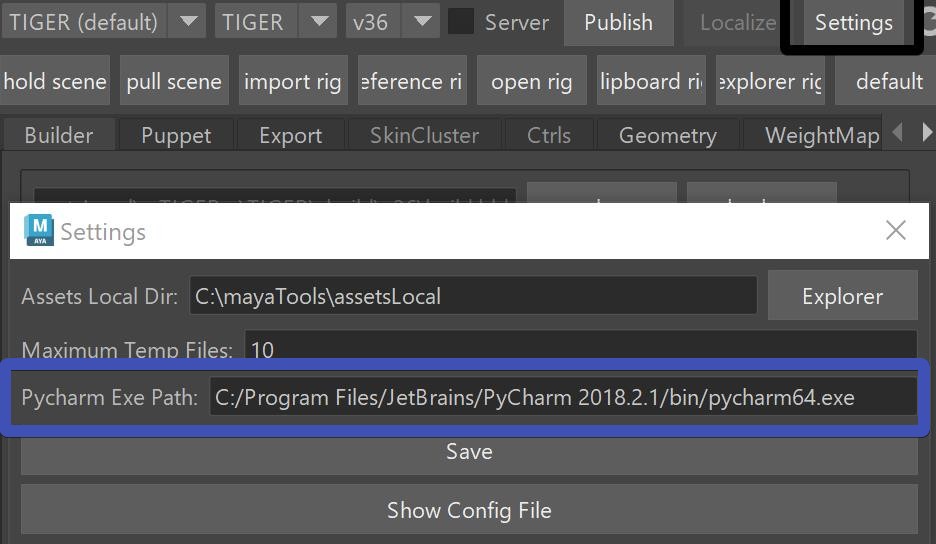 TIGER (default) TIGER v36 Server Publish Localize Settings
hold scene pull scene import rig eference ri open rig lipboard ri explorer rig default
Builder Puppet Export SkinCluster Ctrls Geometry WeightMap
M
AYA
Settings
Assets Local Dir: C:\mayaTools\assetsLocal Explorer
Maximum Temp Files: 10
Pycharm Exe Path: C:/Program Files/JetBrains/PyCharm 2018.2.1/bin/pycharm64.exe
Save
Show Config File